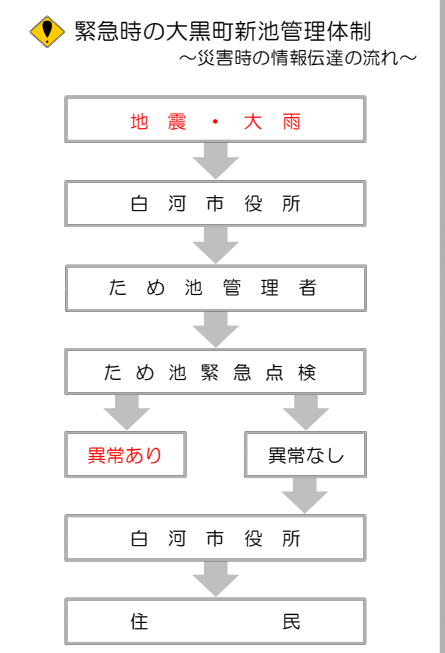 緊急時の大黒町新池管理体制
～災害時の情報伝達の流れ～
地震・大雨
白河市役所
ため池管理者
ため池緊急点検
異常あり
異常なし
白河市役所
住民